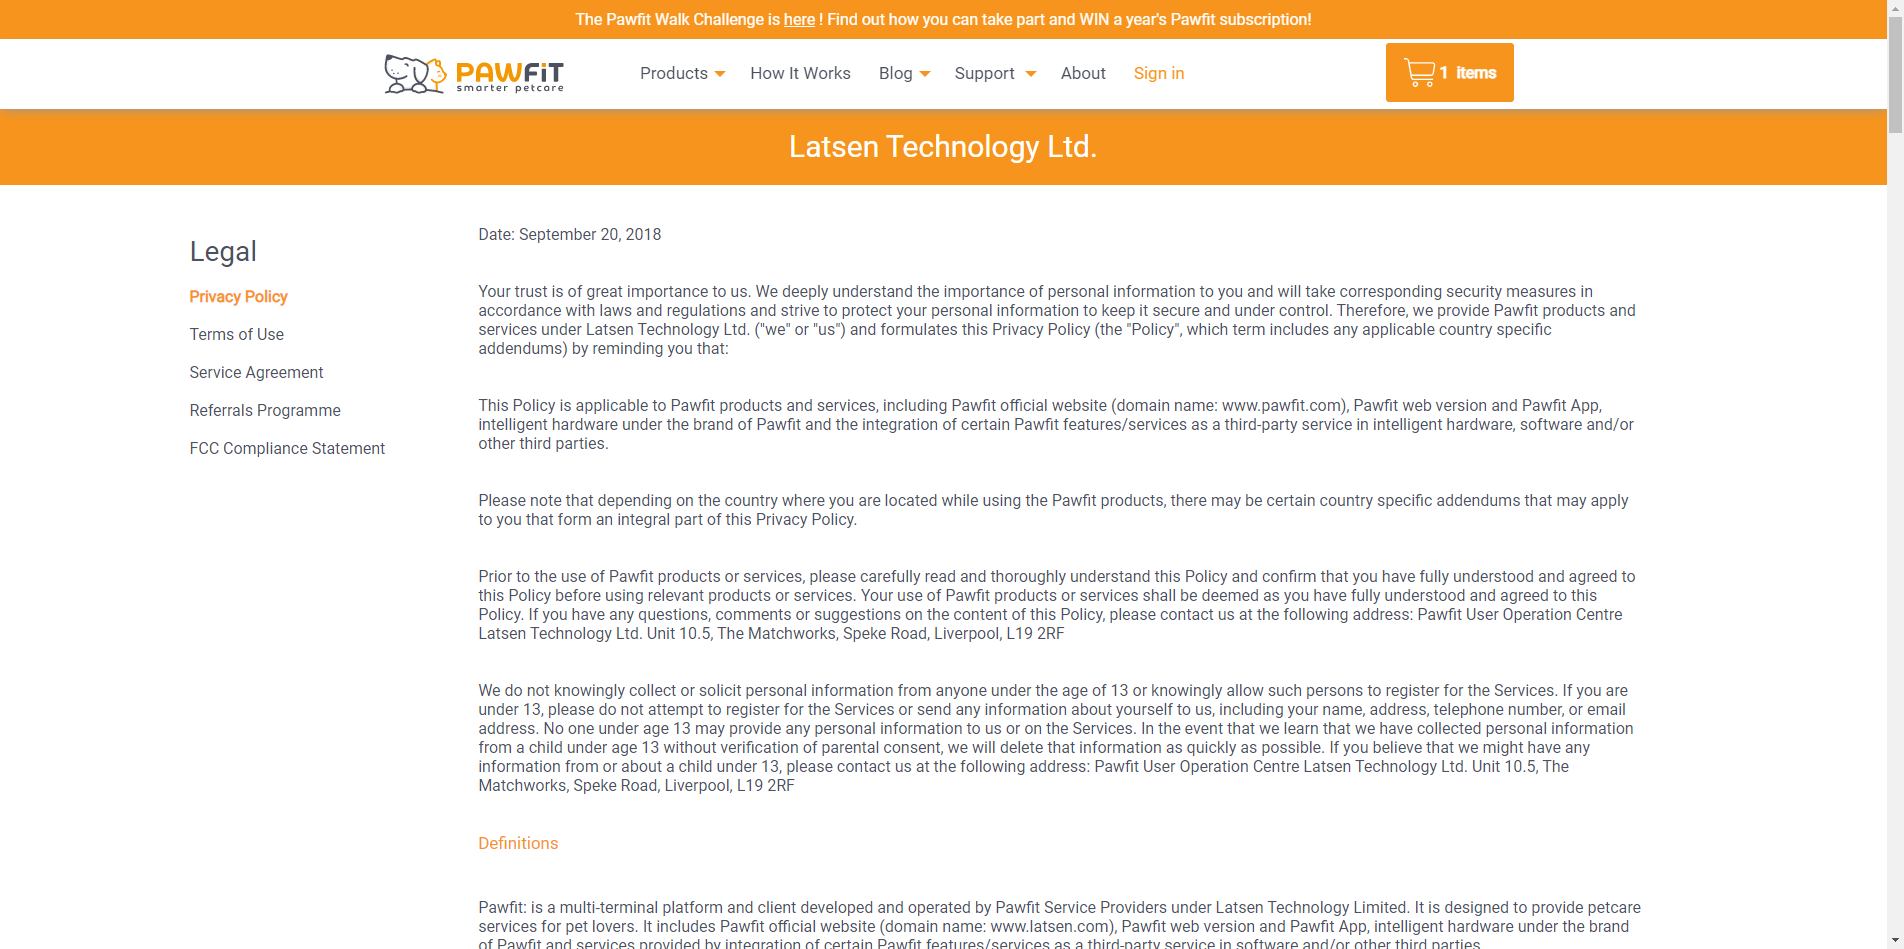 The Pawfit Walk Challenge is here ! Find out how you can take part and WIN a year's Pawfit subscription!
PAWFiT
smarter petcare
Products
How It Works
Blog
Support
About
Sign in
1 items
Latsen Technology Ltd.
Legal
Privacy Policy
Terms of Use
Service Agreement
Referrals Programme
FCC Compliance Statement
Date: September 20, 2018
Your trust is of great importance to us. We deeply understand the importance of personal information to you and will take corresponding security measures in
accordance with laws and regulations and strive to protect your personal information to keep it secure and under control. Therefore, we provide Pawfit products and
services under Latsen Technology Ltd. ("we" or "us") and formulates this Privacy Policy (the "Policy", which term includes any applicable country specific
addendums) by reminding you that:
This Policy is applicable to Pawfit products and services, including Pawfit official website (domain name: www.pawfit.com), Pawfit web version and Pawfit App,
intelligent hardware under the brand of Pawfit and the integration of certain Pawfit features/services as a third-party service in intelligent hardware, software and/or
other third parties.
Please note that depending on the country where you are located while using the Pawfit products, there may be certain country specific addendums that may apply
to you that form an integral part of this Privacy Policy.
Prior to the use of Pawfit products or services, please carefully read and thoroughly understand this Policy and confirm that you have fully understood and agreed to
this Policy before using relevant products or services. Your use of Pawfit products or services shall be deemed as you have fully understood and agreed to this
Policy. If you have any questions, comments or suggestions on the content of this Policy, please contact us at the following address: Pawfit User Operation Centre
Latsen Technology Ltd. Unit 10.5, The Matchworks, Speke Road, Liverpool, L19 2RF
We do not knowingly collect or solicit personal information from anyone under the age of 13 or knowingly allow such persons to register for the Services. If you are
under 13, please do not attempt to register for the Services or send any information about yourself to us, including your name, address, telephone number, or email
address. No one under age 13 may provide any personal information to us or on the Services. In the event that we learn that we have collected personal information
from a child under age 13 without verification of parental consent, we will delete that information as quickly as possible. If you believe that we might have any
information from or about a child under 13, please contact us at the following address: Pawfit User Operation Centre Latsen Technology Ltd. Unit 10.5, The
Matchworks, Speke Road, Liverpool, L19 2RF
Definitions
Pawfit: is a multi-terminal platform and client developed and operated by Pawfit Service Providers under Latsen Technology Limited. It is designed to provide petcare
services for pet lovers. It includes Pawfit official website (domain name: www.latsen.com), Pawfit web version and Pawfit App, intelligent hardware under the brand
of Pawfit and services provided by integration of certain Pawfit features/services as a third-party service in software and/or other third parties.